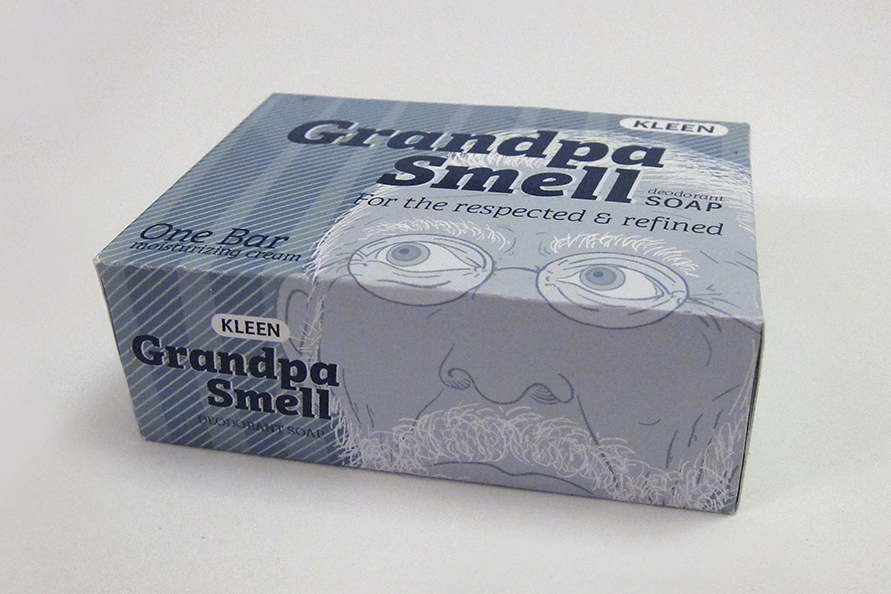 KLEEN
Grandpa
Smell
deodorant
SOAP
For the respected & refined
One Bar
moisturizing cream
KLEEN
Grandpa
Smell
DEODORANT SOAP